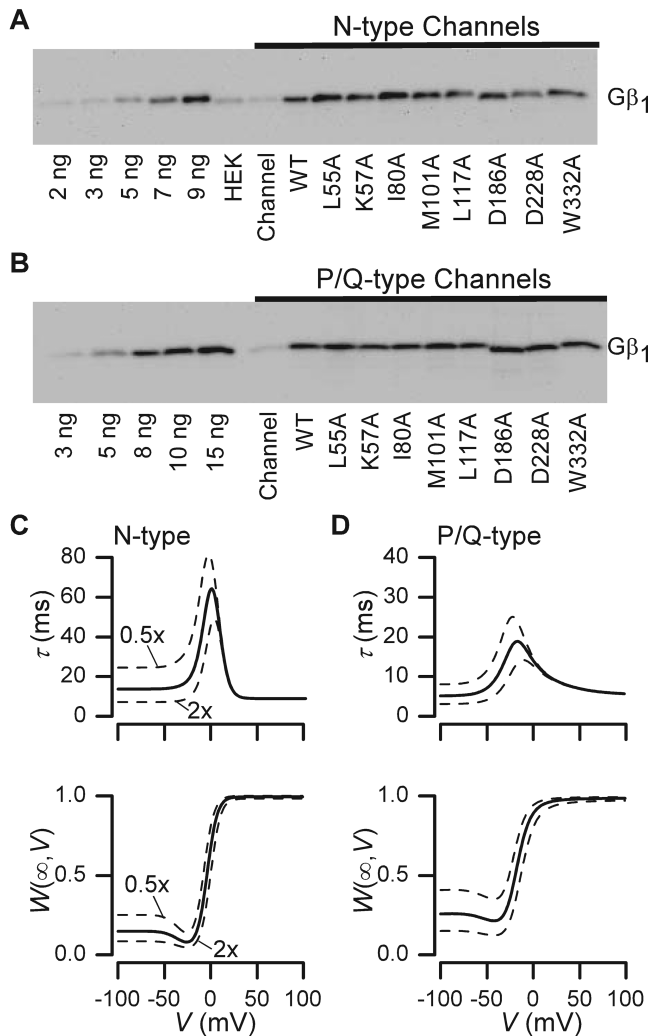 A
N-type Channels
Gβ1
2 ng 3 ng 5 ng 7 ng 9 ng HEK Channel WT L55A K57A I80A M101A L117A D186A D228A W332A
B
P/Q-type Channels
Gβ1
3 ng 5 ng 8 ng 10 ng 15 ng Channel WT L55A K57A I80A M101A L117A D186A D228A W332A
C N-type
80
60
40
20
0
τ (ms)
0.5x
2x
D P/Q-type
40
30
20
10
0
τ (ms)
1.0
0.5
0.0
W(∞, V)
0.5x
2x
-100 -50 0 50 100
V (mV)
1.0
0.5
0.0
W(∞, V)
-100 -50 0 50 100
V (mV)